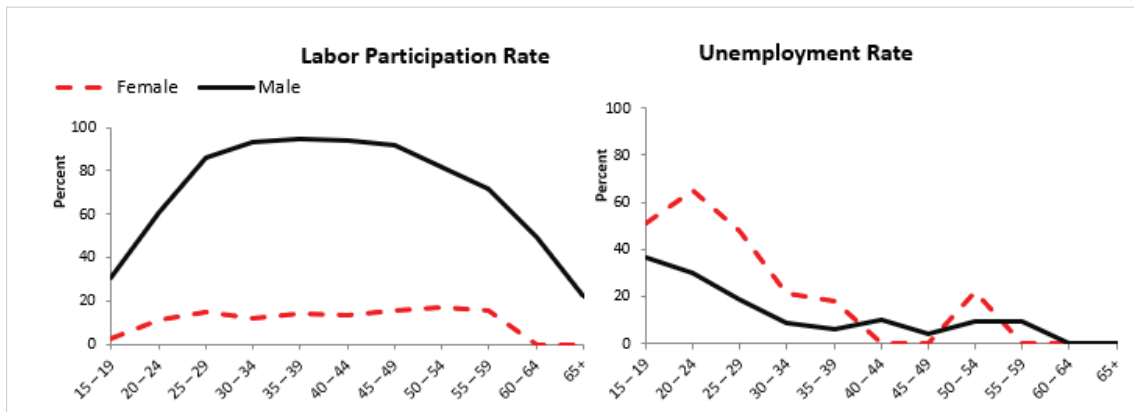 Labor Participation Rate
Female Male
Percent
100
80
60
40
20
0
15 – 19
20 – 24
25 – 29
30 – 34
35 – 39
40 – 44
45 – 49
50 – 54
55 – 59
60 – 64
65+
Unemployment Rate
Percent
100
80
60
40
20
0
15 – 19
20 – 24
25 – 29
30 – 34
35 – 39
40 – 44
45 – 49
50 – 54
55 – 59
60 – 64
65+